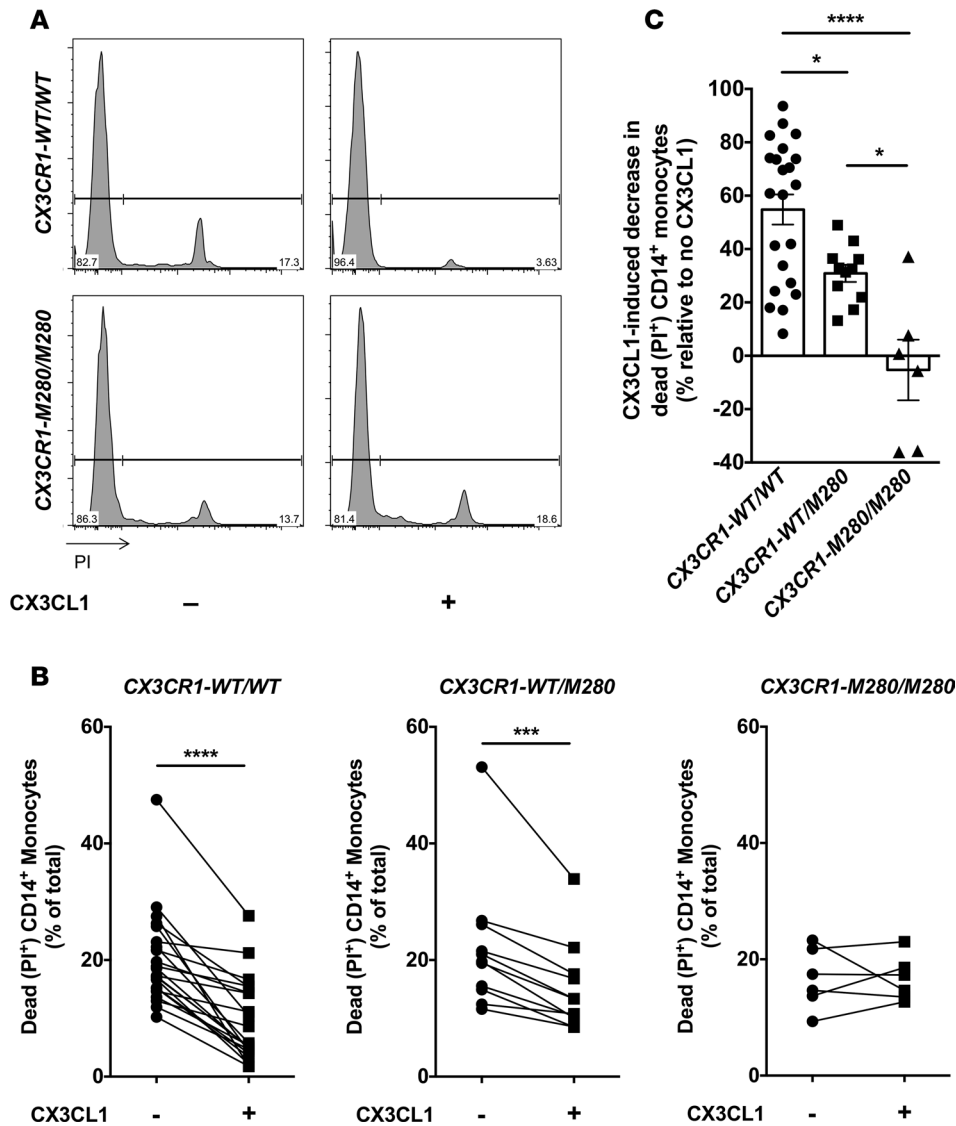 A
CX3CR1-WT/WT
82.7
17.3
96.4
3.63
CX3CR1-M280/M280
86.3
13.7
81.4
18.6
PI
CX3CL1
–
+
C
****
*
*
CX3CL1-induced decrease in
dead (PI⁺) CD14⁺ monocytes
(% relative to no CX3CL1)
100
80
60
40
20
0
-20
-40
CX3CR1-WT/WT
CX3CR1-WT/M280
CX3CR1-M280/M280
B
CX3CR1-WT/WT
Dead (PI⁺) CD14⁺ Monocytes
(% of total)
60
40
20
0
****
CX3CL1
-
+
CX3CR1-WT/M280
Dead (PI⁺) CD14⁺ Monocytes
(% of total)
60
40
20
0
***
CX3CL1
-
+
CX3CR1-M280/M280
Dead (PI⁺) CD14⁺ Monocytes
(% of total)
60
40
20
0
CX3CL1
-
+